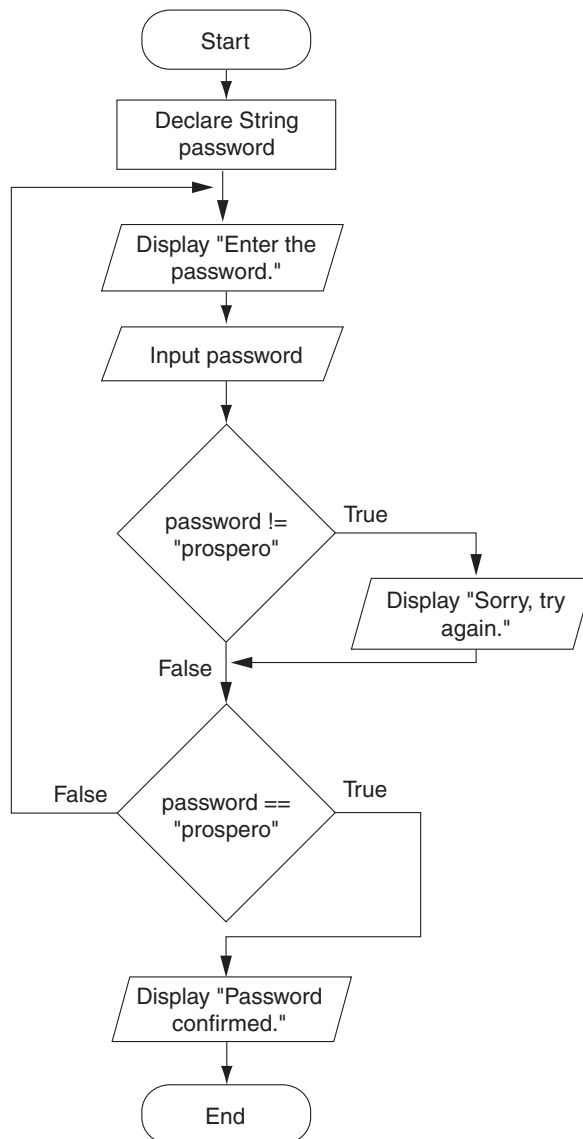 Start
Declare String
password
Display "Enter the
password."
Input password
password !=
"prospero"
True
Display "Sorry, try
again."
False
password ==
"prospero"
False
True
Display "Password
confirmed."
End